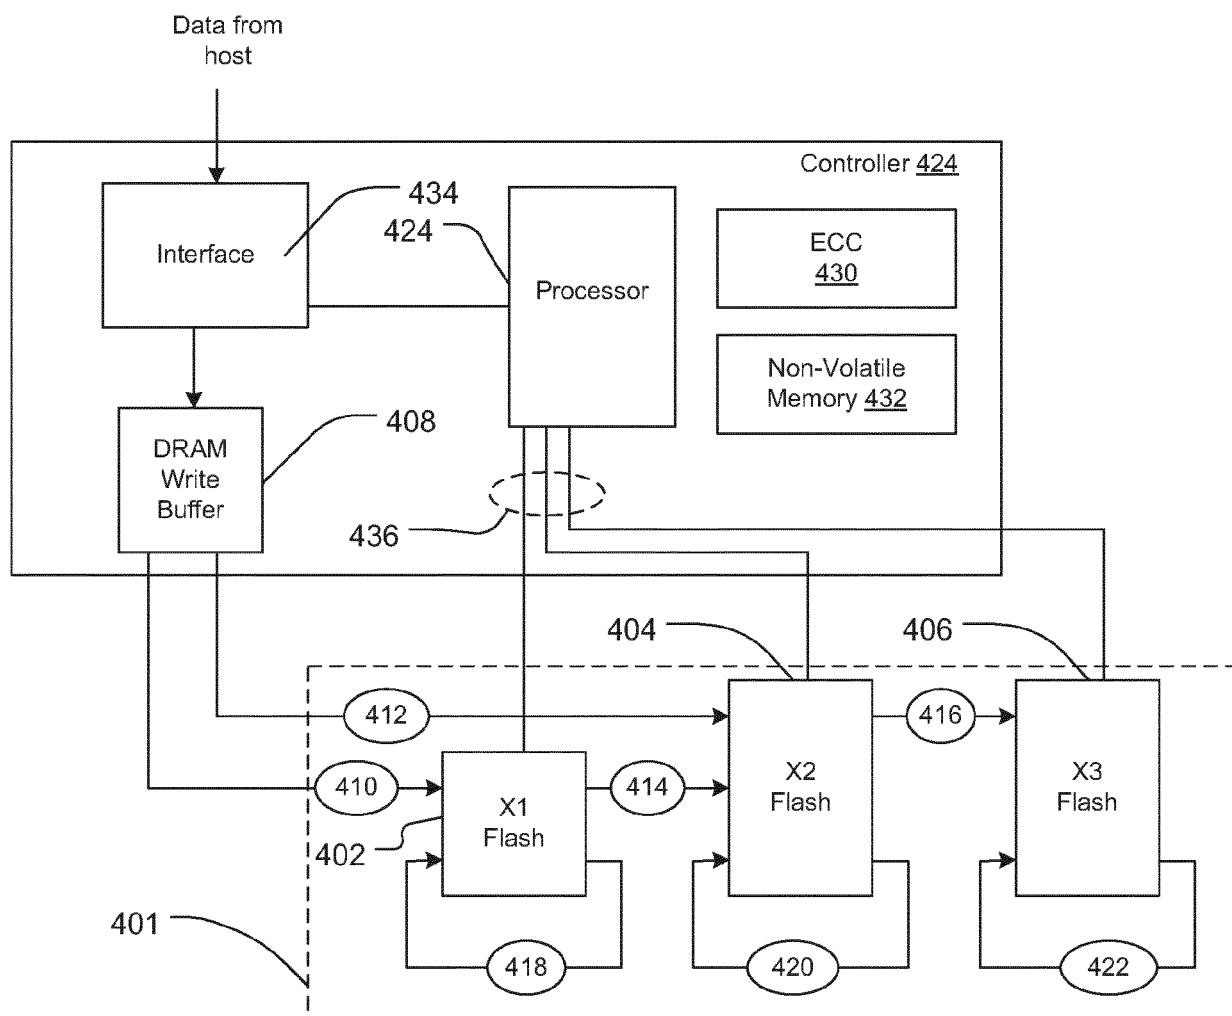 Data from
host
Controller 424
434
424
Interface
Processor
ECC
430
Non-Volatile
Memory 432
408
DRAM
Write
Buffer
436
404
406
412
416
410
414
X1
Flash
X2
Flash
X3
Flash
402
401
418
420
422